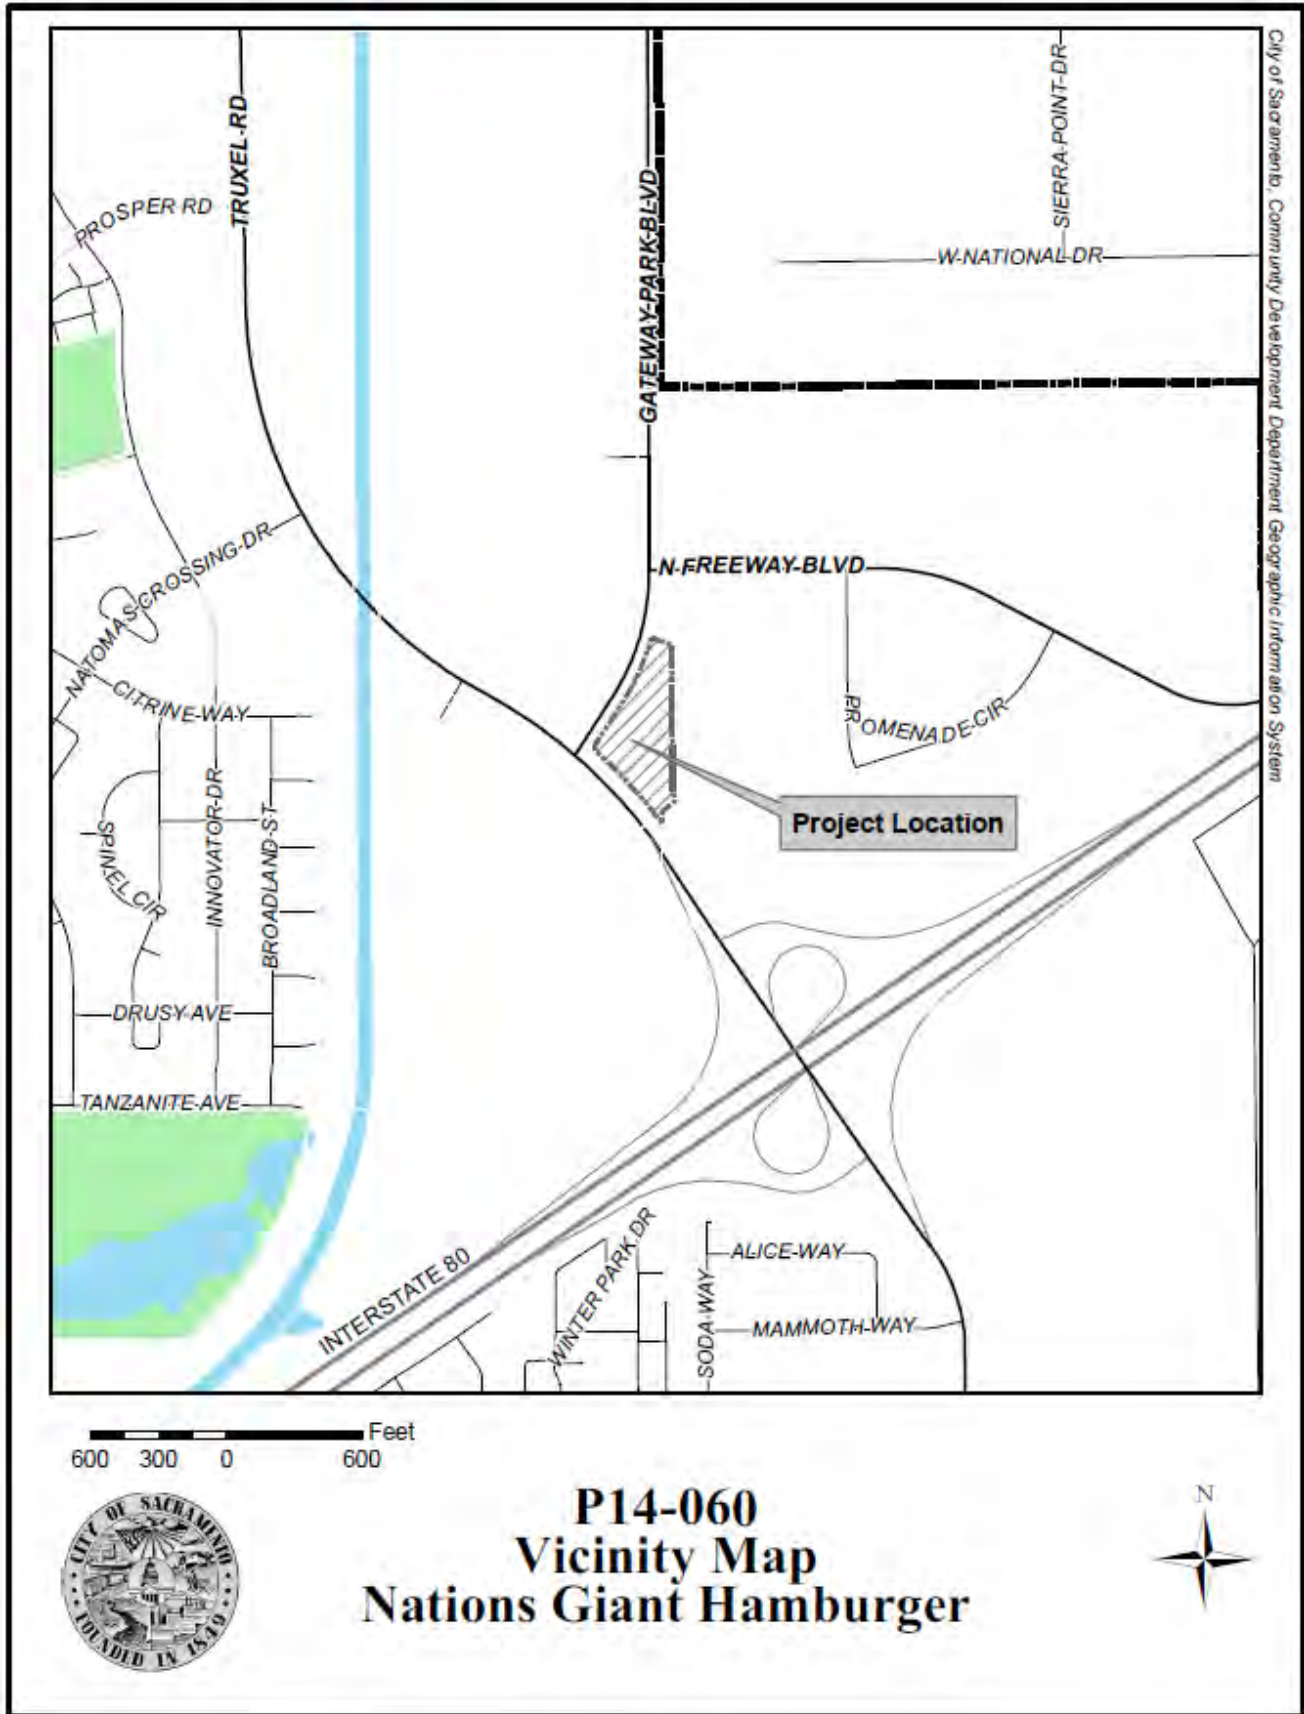 City of Sacramento, Community Development Department Geographic Information System
TRUXEL RD
SIERRA POINT DR
PROSPER RD
GATEWAY PARK BLVD
W NATIONAL DR
NATOMAS CROSSING DR
N FREEWAY BLVD
CITRINE WAY
PROMENADE CIR
SPINEL CIR
INNOVATOR DR
BROADLAND ST
Project Location
DRUSY AVE
TANZANITE AVE
INTERSTATE 80
WINTER PARK DR
SODA WAY
ALICE WAY
MAMMOTH WAY
Feet
600 300 0 600
P14-060
Vicinity Map
Nations Giant Hamburger
N
CITY OF SACRAMENTO
FOUNDED IN 1849